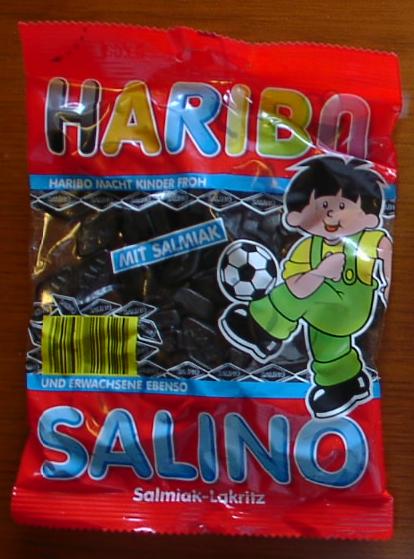 HARIBO
HARIBO MACHT KINDER FROH
MIT SALMIAK
UND ERWACHSENE EBENSO
SALINO
Salmiak-Lakritz